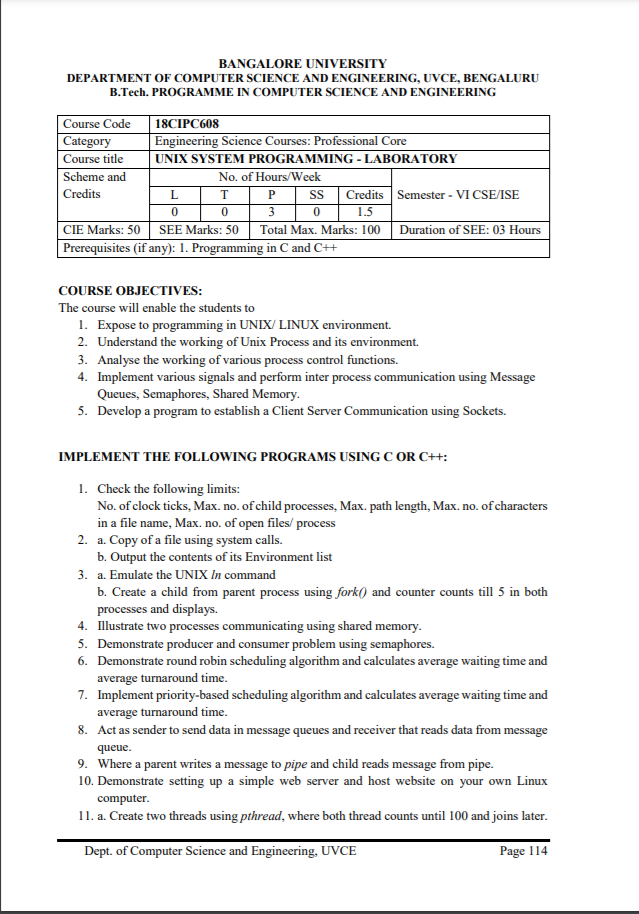 BANGALORE UNIVERSITY
DEPARTMENT OF COMPUTER SCIENCE AND ENGINEERING, UVCE, BENGALURU
B.Tech. PROGRAMME IN COMPUTER SCIENCE AND ENGINEERING
Course Code 18CIPC608
Category Engineering Science Courses: Professional Core
Course title UNIX SYSTEM PROGRAMMING - LABORATORY
Scheme and No. of Hours/Week
Credits L T P SS Credits Semester - VI CSE/ISE
0 0 3 0 1.5
CIE Marks: 50 SEE Marks: 50 Total Max. Marks: 100 Duration of SEE: 03 Hours
Prerequisites (if any): 1. Programming in C and C++
COURSE OBJECTIVES:
The course will enable the students to
1. Expose to programming in UNIX/ LINUX environment.
2. Understand the working of Unix Process and its environment.
3. Analyse the working of various process control functions.
4. Implement various signals and perform inter process communication using Message
Queues, Semaphores, Shared Memory.
5. Develop a program to establish a Client Server Communication using Sockets.
IMPLEMENT THE FOLLOWING PROGRAMS USING C OR C++:
1. Check the following limits:
No. of clock ticks, Max. no. of child processes, Max. path length, Max. no. of characters
in a file name, Max. no. of open files/ process
2. a. Copy of a file using system calls.
b. Output the contents of its Environment list
3. a. Emulate the UNIX ln command
b. Create a child from parent process using fork() and counter counts till 5 in both
processes and displays.
4. Illustrate two processes communicating using shared memory.
5. Demonstrate producer and consumer problem using semaphores.
6. Demonstrate round robin scheduling algorithm and calculates average waiting time and
average turnaround time.
7. Implement priority-based scheduling algorithm and calculates average waiting time and
average turnaround time.
8. Act as sender to send data in message queues and receiver that reads data from message
queue.
9. Where a parent writes a message to pipe and child reads message from pipe.
10. Demonstrate setting up a simple web server and host website on your own Linux
computer.
11. a. Create two threads using pthread, where both thread counts until 100 and joins later.
Dept. of Computer Science and Engineering, UVCE Page 114